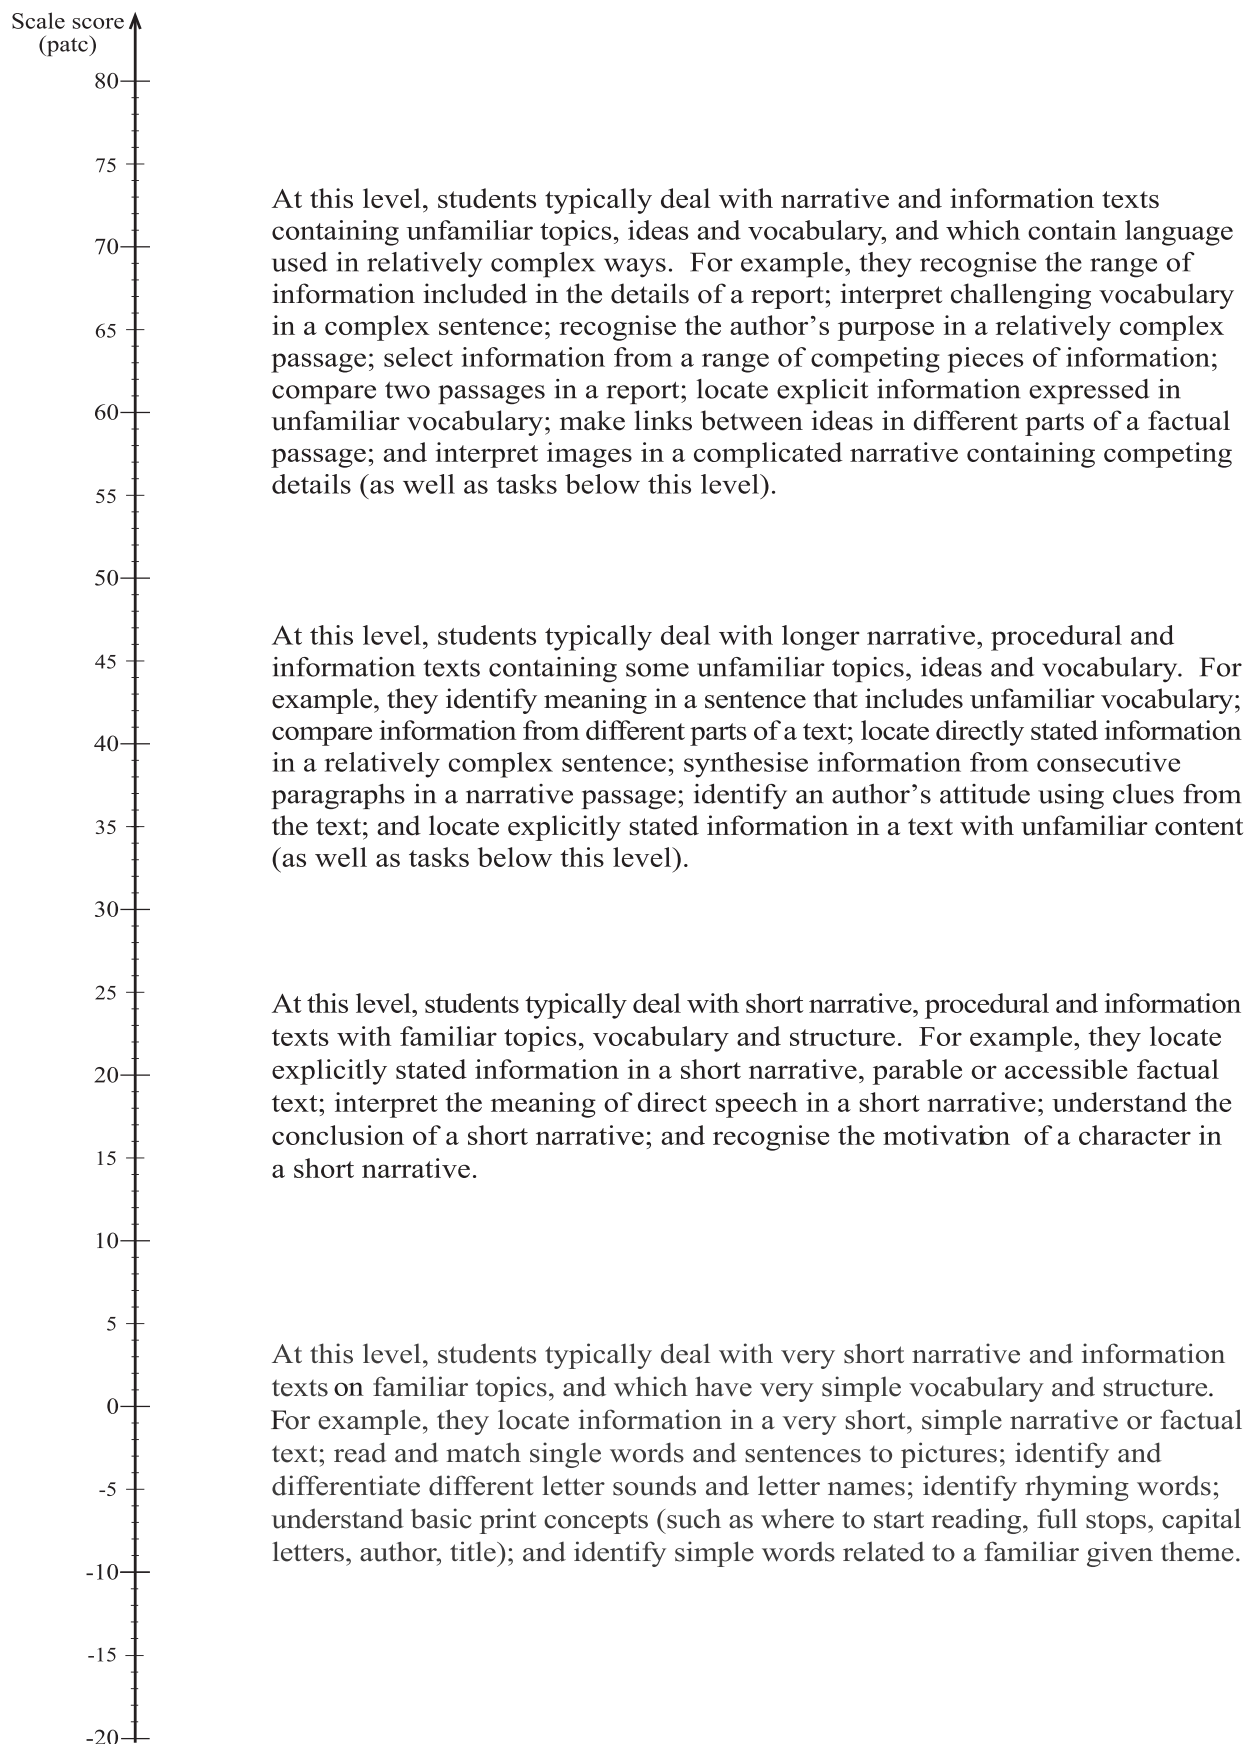 Scale score
(patc)
80
75
At this level, students typically deal with narrative and information texts
containing unfamiliar topics, ideas and vocabulary, and which contain language
70
used in relatively complex ways.  For example, they recognise the range of
information included in the details of a report; interpret challenging vocabulary
65
in a complex sentence; recognise the author’s purpose in a relatively complex
passage; select information from a range of competing pieces of information;
compare two passages in a report; locate explicit information expressed in
60
unfamiliar vocabulary; make links between ideas in different parts of a factual
passage; and interpret images in a complicated narrative containing competing
details (as well as tasks below this level).
55
50
At this level, students typically deal with longer narrative, procedural and
45
information texts containing some unfamiliar topics, ideas and vocabulary.  For
example, they identify meaning in a sentence that includes unfamiliar vocabulary;
compare information from different parts of a text; locate directly stated information
40
in a relatively complex sentence; synthesise information from consecutive
paragraphs in a narrative passage; identify an author’s attitude using clues from
35
the text; and locate explicitly stated information in a text with unfamiliar content
(as well as tasks below this level).
30
25
At this level, students typically deal with short narrative, procedural and information
texts with familiar topics, vocabulary and structure.  For example, they locate
20
explicitly stated information in a short narrative, parable or accessible factual
text; interpret the meaning of direct speech in a short narrative; understand the
conclusion of a short narrative; and recognise the motivation  of a character in
15
a short narrative.
10
5
At this level, students typically deal with very short narrative and information
texts on familiar topics, and which have very simple vocabulary and structure.
0
For example, they locate information in a very short, simple narrative or factual
text; read and match single words and sentences to pictures; identify and
-5
differentiate different letter sounds and letter names; identify rhyming words;
understand basic print concepts (such as where to start reading, full stops, capital
letters, author, title); and identify simple words related to a familiar given theme.
-10
-15
-20